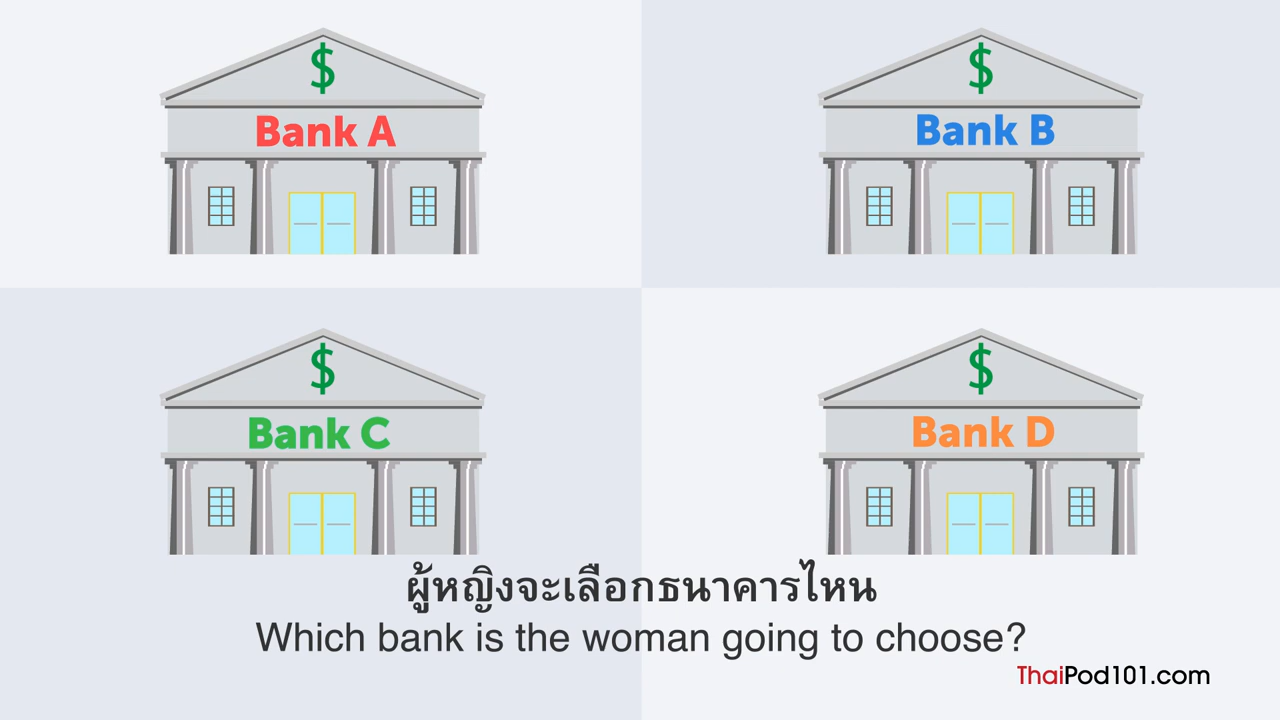 $
Bank A
$
Bank B
$
Bank C
$
Bank D
ผู้หญิงจะเลือกธนาคารไหน
Which bank is the woman going to choose?
ThaiPod101.com